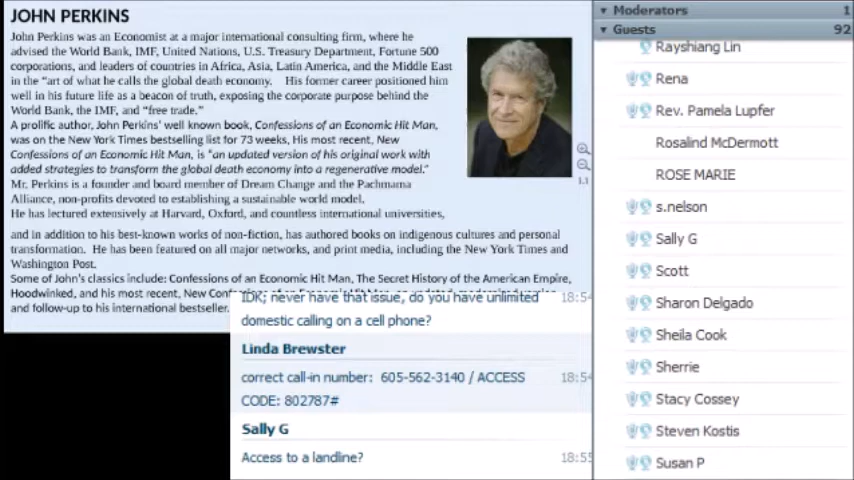 JOHN PERKINS
John Perkins was an Economist at a major international consulting firm, where he
advised the World Bank, IMF, United Nations, U.S. Treasury Department, Fortune 500
corporations, and leaders of countries in Africa, Asia, Latin America, and the Middle East
in the “art of what he calls the global death economy. His former career positioned him
well in his future life as a beacon of truth, exposing the corporate purpose behind the
World Bank, the IMF, and “free trade.”
A prolific author, John Perkins’ well known book, Confessions of an Economic Hit Man,
was on the New York Times bestselling list for 73 weeks, His most recent, New
Confessions of an Economic Hit Man, is “an updated version of his original work with
added strategies to transform the global death economy into a regenerative model.”
Mr. Perkins is a founder and board member of Dream Change and the Pachmama
Alliance, non-profits devoted to establishing a sustainable world model.
He has lectured extensively at Harvard, Oxford, and countless international universities,
and in addition to his best-known works of non-fiction, has authored books on indigenous cultures and personal
transformation. He has been featured on all major networks, and print media, including the New York Times and
Washington Post.
Some of John’s classics include: Confessions of an Economic Hit Man, The Secret History of the American Empire,
Hoodwinked, and his most recent, New
and follow-up to his international bestseller.
1:1
IDK; never have that issue, do you have unlimited 18:54
domestic calling on a cell phone?
Linda Brewster
correct call-in number: 605-562-3140 / ACCESS 18:54
CODE: 802787#
Sally G
Access to a landline? 18:55
Moderators 1
Guests 92
Rayshiang Lin
Rena
Rev. Pamela Lupfer
Rosalind McDermott
ROSE MARIE
s.nelson
Sally G
Scott
Sharon Delgado
Sheila Cook
Sherrie
Stacy Cossey
Steven Kostis
Susan P